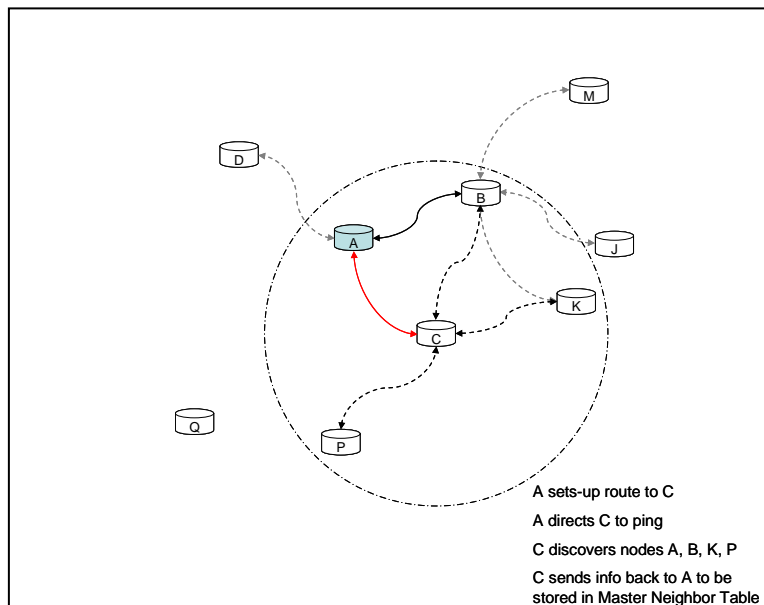 M
D
B
A
J
K
C
Q
P
A sets-up route to C
A directs C to ping
C discovers nodes A, B, K, P
C sends info back to A to be
stored in Master Neighbor Table